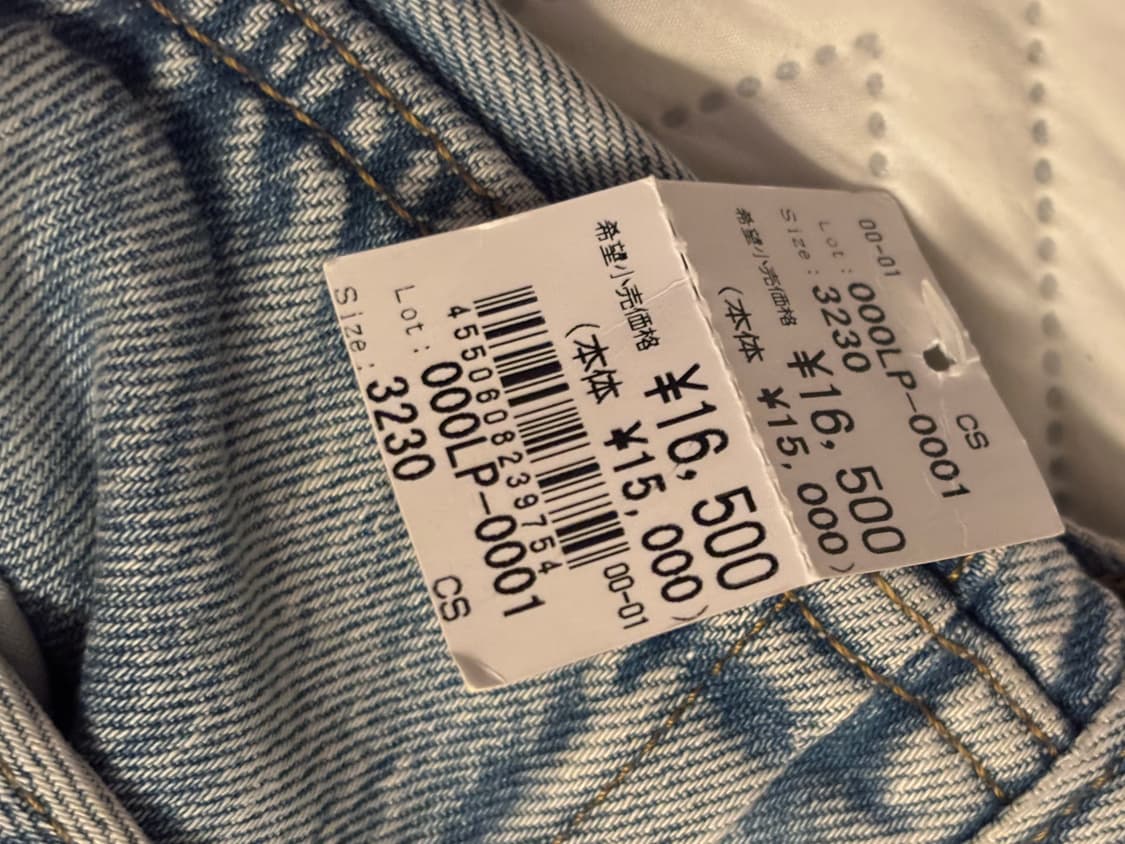 00-01 CS
Lot: 000LP-0001
Size: 3230
希望小売価格 ¥16,500
(本体 ¥15,000)
希望小売価格 ¥16,500
(本体 ¥15,000)
00-01
4550608239754
Lot: 000LP-0001
Size: 3230 CS